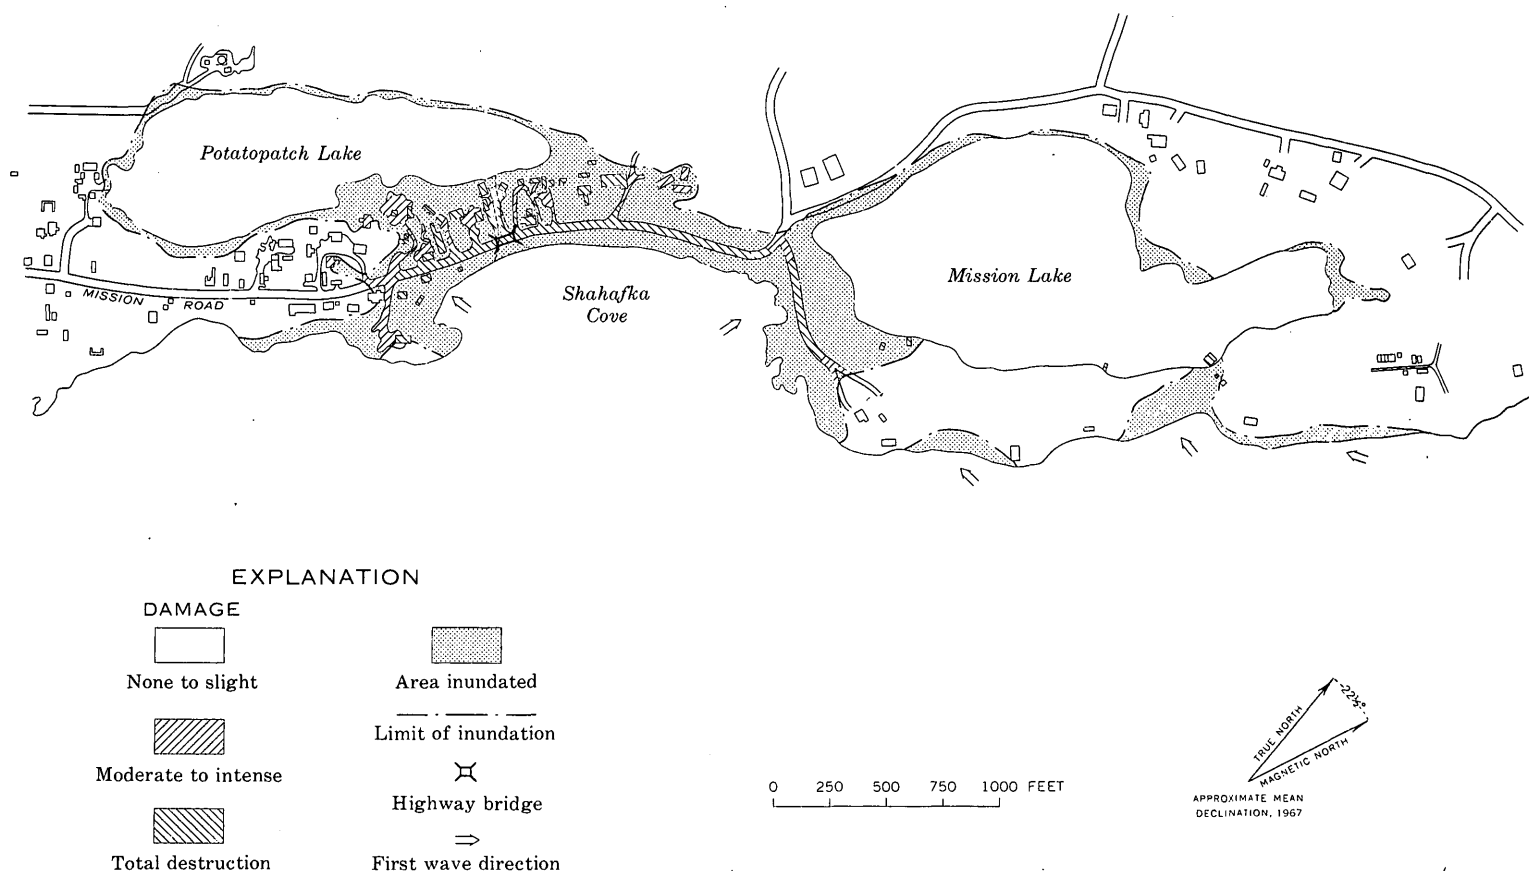 Potatopatch Lake
Mission Lake
Shahafka
Cove
MISSION ROAD
EXPLANATION
DAMAGE
None to slight
Moderate to intense
Total destruction
Area inundated
Limit of inundation
Highway bridge
First wave direction
0 250 500 750 1000 FEET
TRUE NORTH
22½°
MAGNETIC NORTH
APPROXIMATE MEAN
DECLINATION, 1967